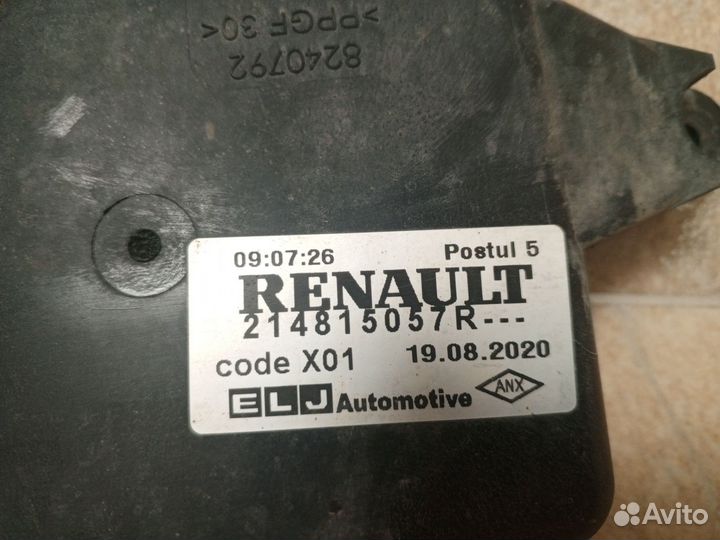 8240792
>PPGF 30<
09:07:26 Postul 5
RENAULT
214815057R---
code X01 19.08.2020
ELJ Automotive ANX
Avito